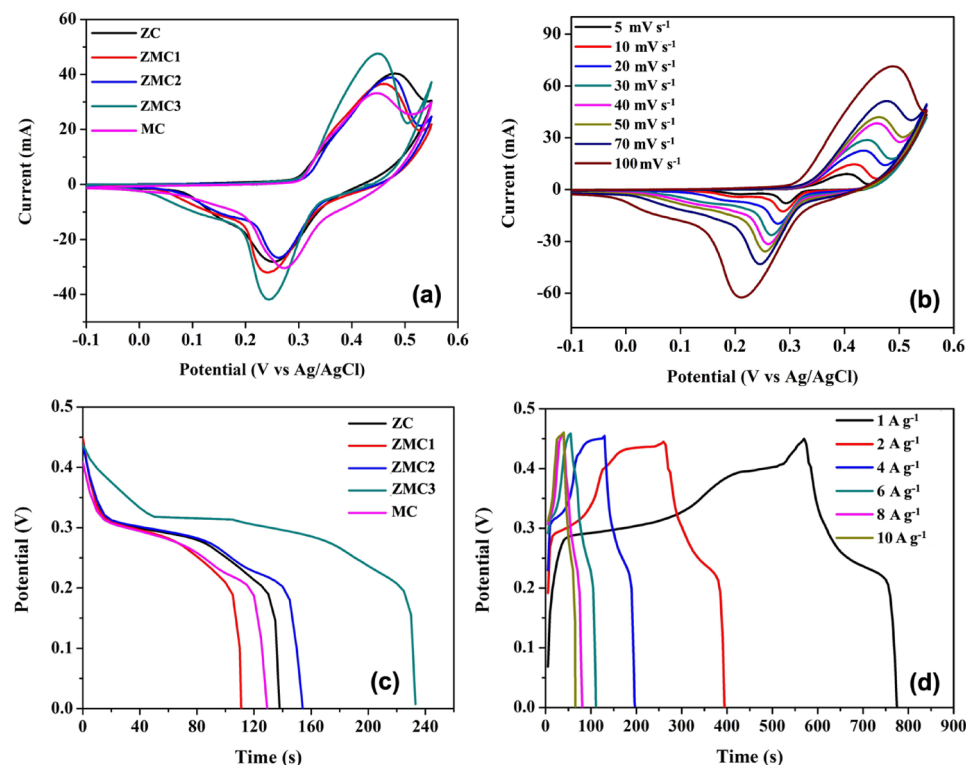 (a)
60
40
20
0
-20
-40
-0.1 0.0 0.1 0.2 0.3 0.4 0.5 0.6
Current (mA)
Potential (V vs Ag/AgCl)
ZC
ZMC1
ZMC2
ZMC3
MC
(b)
90
60
30
0
-30
-60
-0.1 0.0 0.1 0.2 0.3 0.4 0.5 0.6
Current (mA)
Potential (V vs Ag/AgCl)
5 mV s⁻¹
10 mV s⁻¹
20 mV s⁻¹
30 mV s⁻¹
40 mV s⁻¹
50 mV s⁻¹
70 mV s⁻¹
100 mV s⁻¹
(c)
0.5
0.4
0.3
0.2
0.1
0.0
0 40 80 120 160 200 240
Potential (V)
Time (s)
ZC
ZMC1
ZMC2
ZMC3
MC
(d)
0.5
0.4
0.3
0.2
0.1
0.0
0 100 200 300 400 500 600 700 800 900
Potential (V)
Time (s)
1 A g⁻¹
2 A g⁻¹
4 A g⁻¹
6 A g⁻¹
8 A g⁻¹
10 A g⁻¹